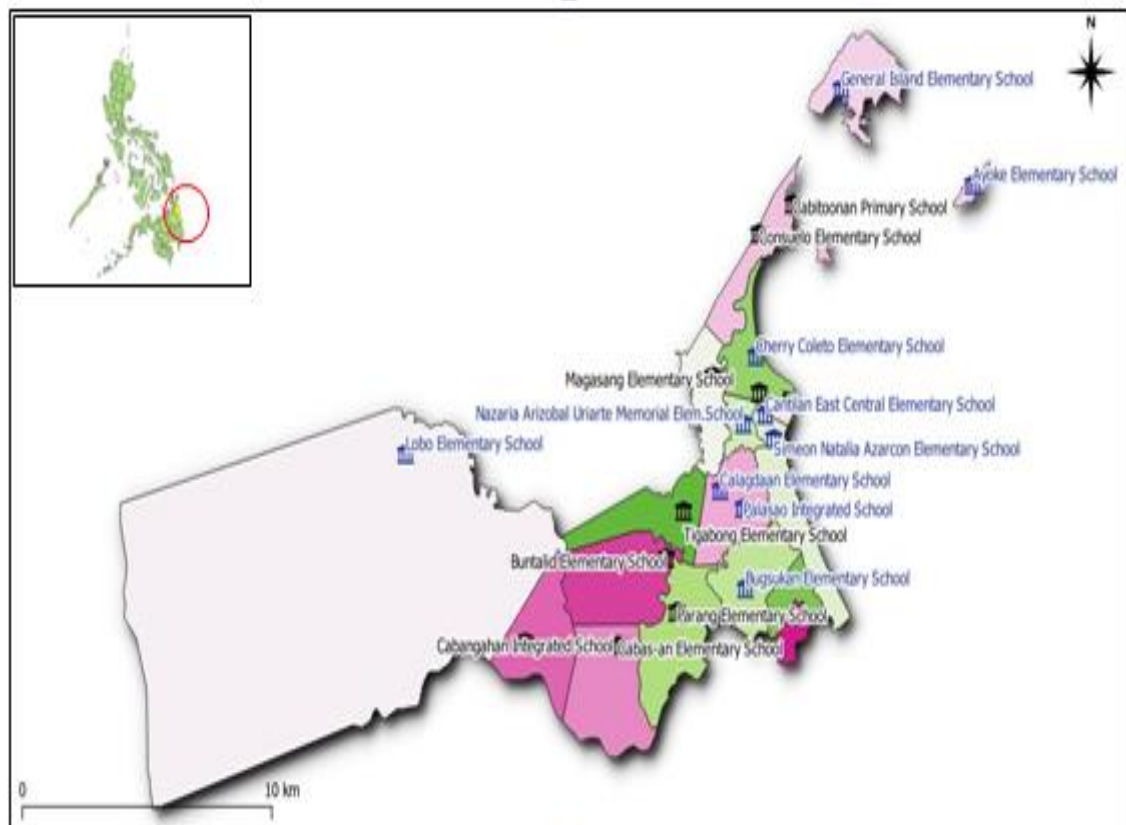 N
General Island Elementary School
Ayoke Elementary School
Cabitoonan Primary School
Consuelo Elementary School
Cherry Coleto Elementary School
Magasang Elementary School
Cantilan East Central Elementary School
Nazaria Arizobal Uriarte Memorial Elem.School
Lobo Elementary School
Simeon Natalia Azarcon Elementary School
Calagdaan Elementary School
Palasao Integrated School
Tigabong Elementary School
Buntalid Elementary School
Bugsukan Elementary School
Parang Elementary School
Cabangahan Integrated School
Cabas-an Elementary School
0
10 km